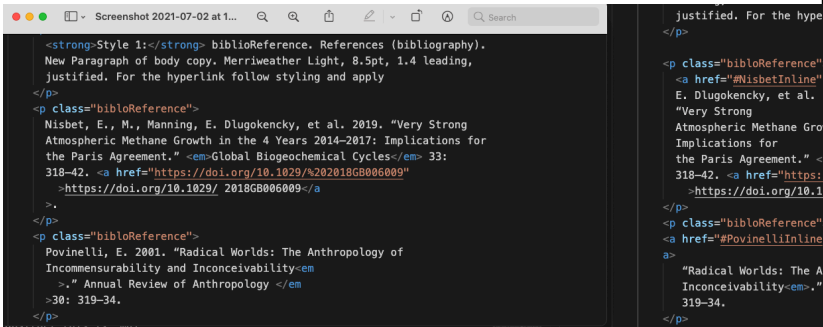 Screenshot 2021-07-02 at 1...
Search
<strong>Style 1:</strong> biblioReference. References (bibliography).
New Paragraph of body copy. Merriweather Light, 8.5pt, 1.4 leading,
justified. For the hyperlink follow styling and apply
</p>
<p class="bibloReference">
Nisbet, E., M., Manning, E. Dlugokencky, et al. 2019. “Very Strong
Atmospheric Methane Growth in the 4 Years 2014–2017: Implications for
the Paris Agreement.” <em>Global Biogeochemical Cycles</em> 33:
318–42. <a href="https://doi.org/10.1029/%202018GB006009"
>https://doi.org/10.1029/ 2018GB006009</a
>.
</p>
<p class="bibloReference">
Povinelli, E. 2001. “Radical Worlds: The Anthropology of
Incommensurability and Inconceivability<em
>.” Annual Review of Anthropology </em
>30: 319–34.
</p>
justified. For the hype
</p>
<p class="bibloReference"
<a href="#NisbetInline"
E. Dlugokencky, et al.
“Very Strong
Atmospheric Methane Gro
Implications for
the Paris Agreement.” <
318–42. <a href="https:
>https://doi.org/10.1
</p>
<p class="bibloReference"
<a href="#PovinelliInline
a>
“Radical Worlds: The A
Inconceivability<em>.”
319–34.
</p>